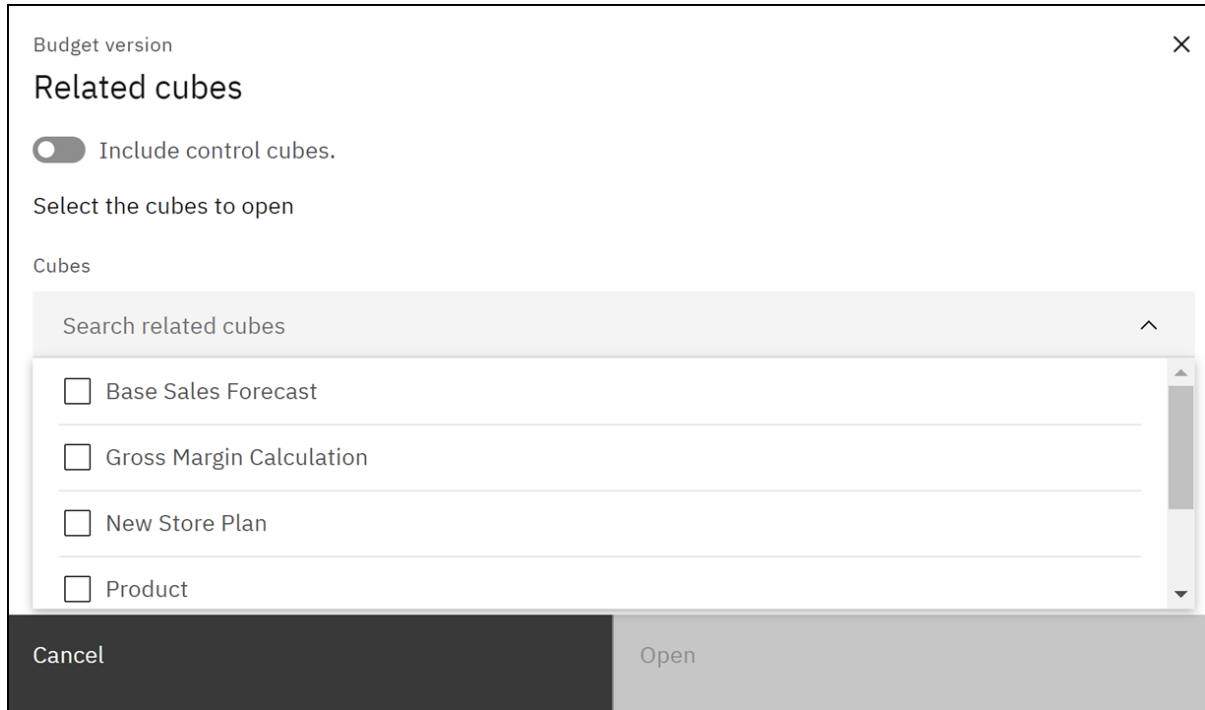 Budget version
Related cubes
Include control cubes.
Select the cubes to open
Cubes
Search related cubes
Base Sales Forecast
Gross Margin Calculation
New Store Plan
Product
Cancel
Open